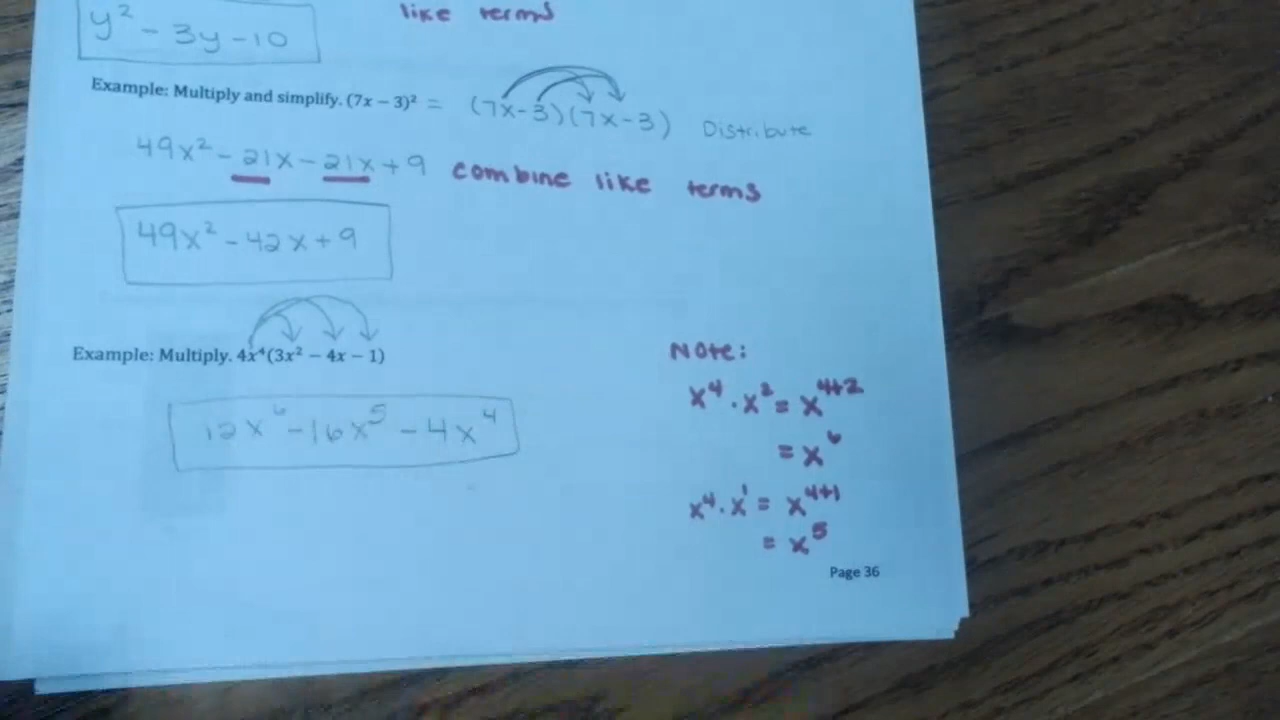 like terms
y² - 3y - 10
Example: Multiply and simplify. (7x − 3)² = (7x-3)(7x-3) Distribute
49x² - 21x - 21x + 9 combine like terms
49x² - 42x + 9
Example: Multiply. 4x⁴(3x² − 4x − 1)
12x⁶ - 16x⁵ - 4x⁴
Note:
x⁴ · x² = x⁴⁺²
= x⁶
x⁴ · x¹ = x⁴⁺¹
= x⁵
Page 36